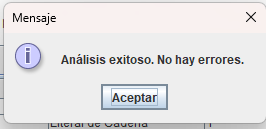 Mensaje
Análisis exitoso. No hay errores.
Aceptar
Literal de Cadena